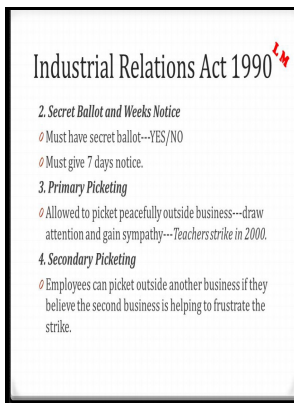 Industrial Relations Act 1990
L M
2. Secret Ballot and Weeks Notice
Must have secret ballot---YES/NO
Must give 7 days notice.
3. Primary Picketing
Allowed to picket peacefully outside business---draw
attention and gain sympathy---Teachers strike in 2000.
4. Secondary Picketing
Employees can picket outside another business if they
believe the second business is helping to frustrate the
strike.